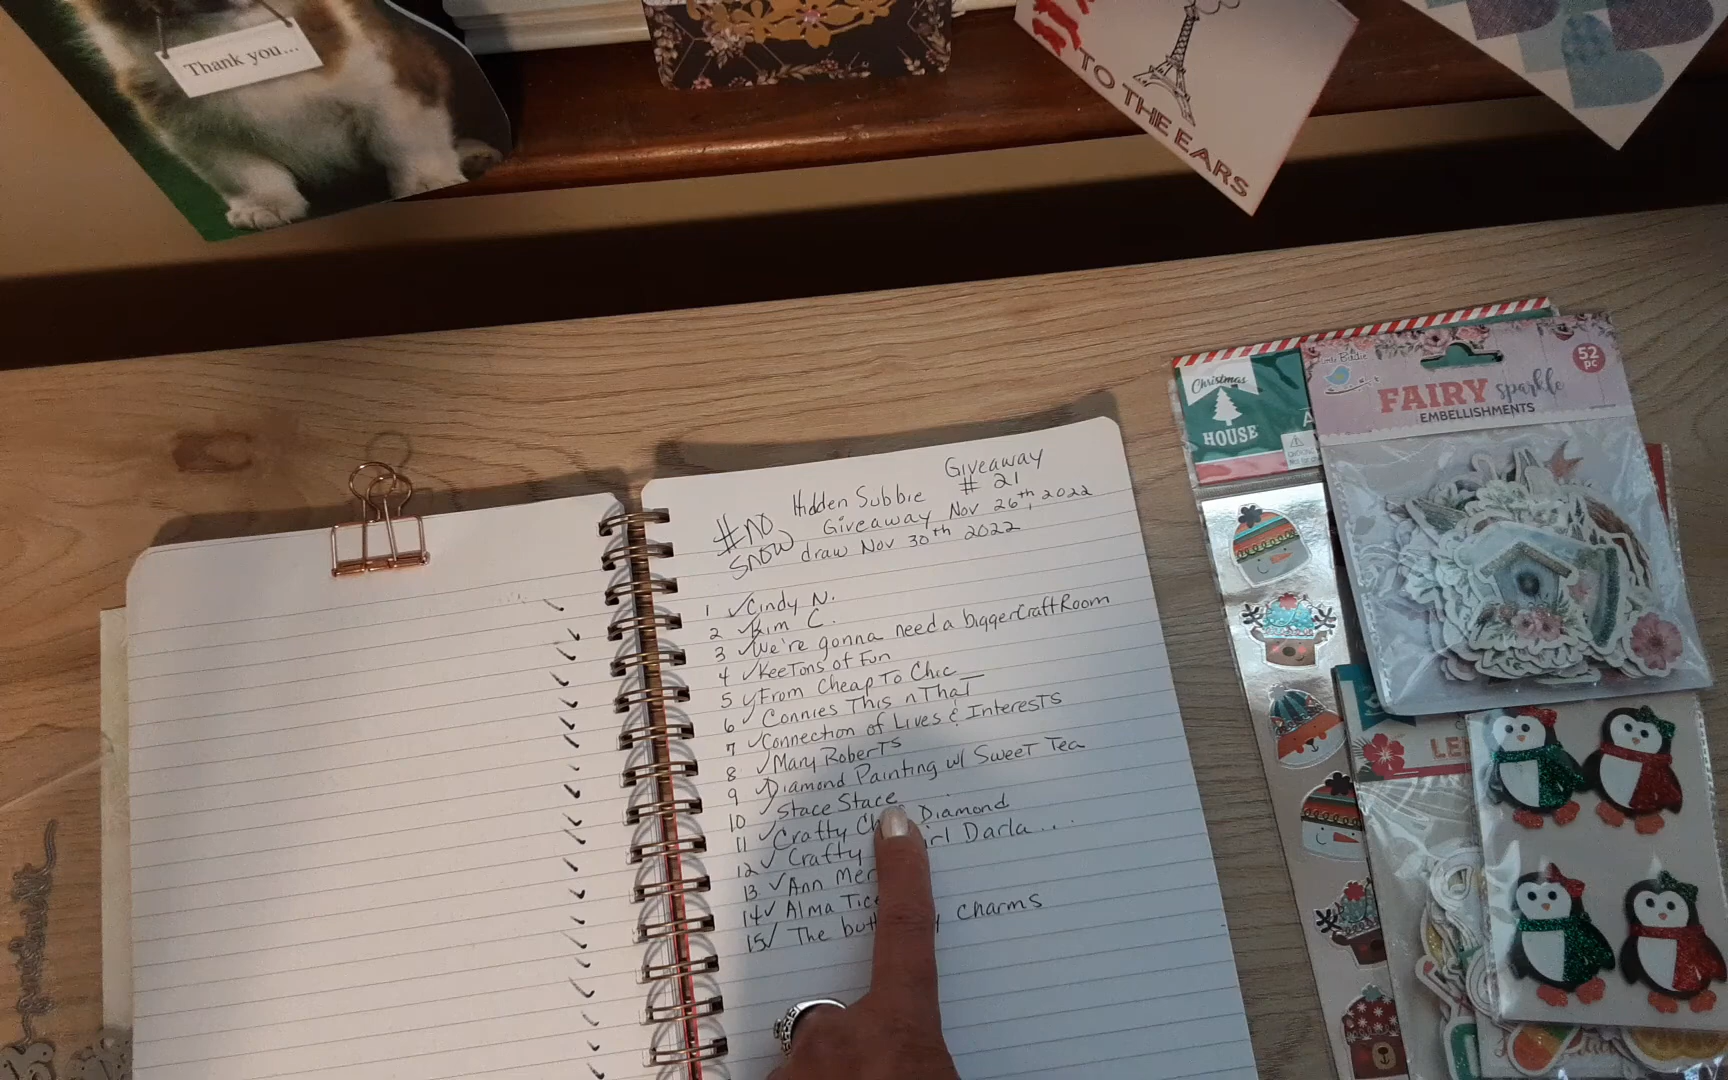 Thank you...
TO THE EARS
Giveaway
# 21
Hidden Subbie
#NO
SNOW
Giveaway Nov 26th, 2022
draw Nov 30th 2022
1 ✓Cindy N.
2 ✓Kim C.
3 ✓We're gonna need a biggerCraftRoom
4 ✓KeeTons of Fun
5 ✓From Cheap To Chic
6 ✓Connies This n That
7 ✓Connection of Lives & Interests
8 ✓Mary Roberts
9 ✓Diamond Painting w/ Sweet Tea
10 ✓Stace Stace
11 ✓Crafty Diamond
12 ✓Crafty Darla...
13 ✓Ann
14✓ Alma
15✓ The Charms
Christmas
HOUSE
Birdie
52
pc
FAIRY sparkle
EMBELLISHMENTS